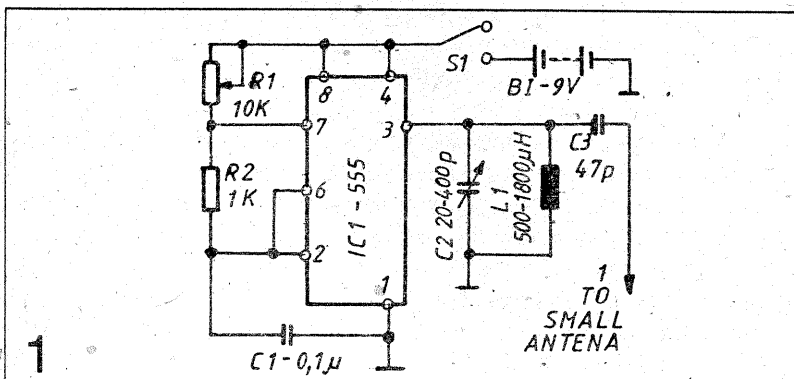 R1
10K
R2
1K
8
4
7
3
6
2
1
IC1-555
S1
B1-9V
C2 20-400p
L1
500-1800µH
C3
47p
1
TO
SMALL
ANTENA
C1-0,1µ
1